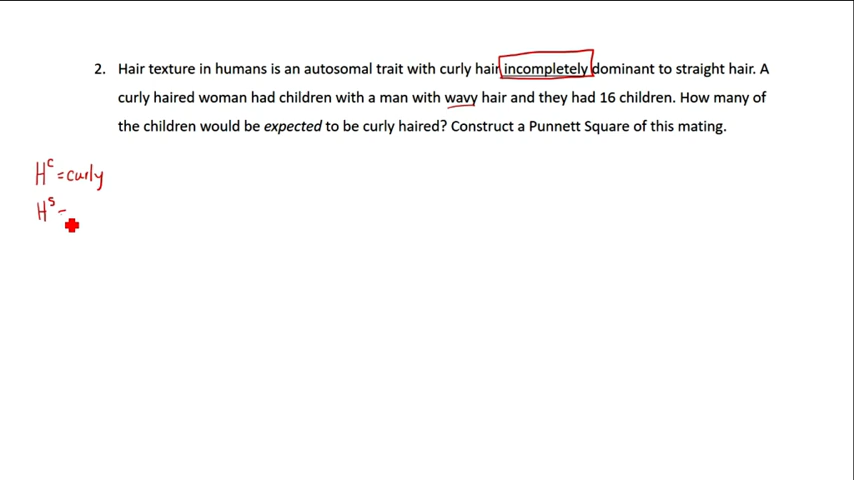 2. Hair texture in humans is an autosomal trait with curly hair incompletely dominant to straight hair. A
curly haired woman had children with a man with wavy hair and they had 16 children. How many of
the children would be expected to be curly haired? Construct a Punnett Square of this mating.
H^C = curly
H^S -